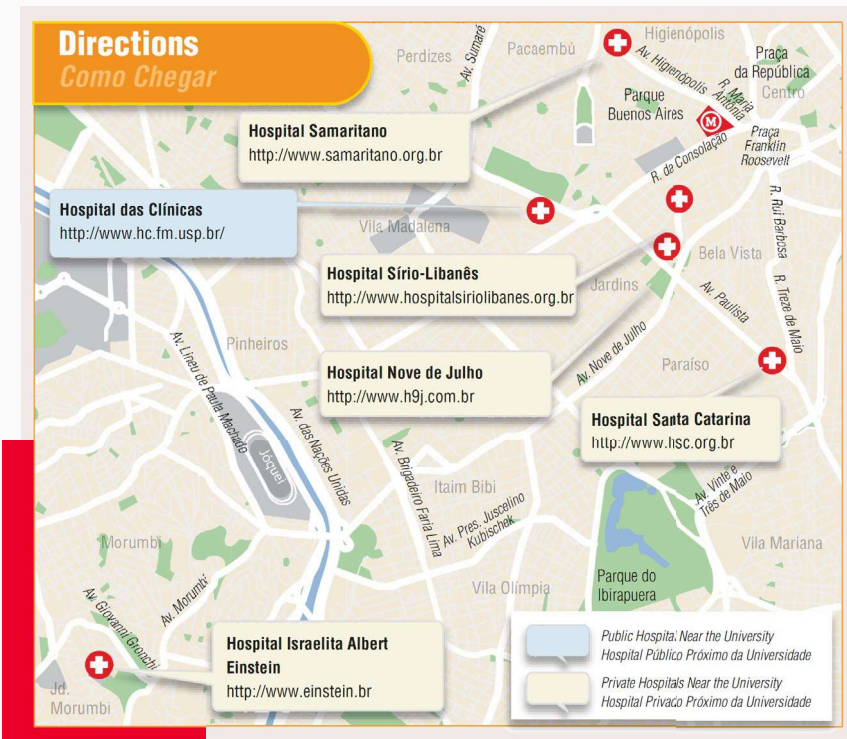 Directions
Como Chegar
Perdizes
Av. Sumaré
Pacaembú
Higienópolis
Av. Higienópolis
Praça
da República
R. Maria
Antônia
Centro
Parque
Buenos Aires
M
Praça
Franklin
Roosevelt
R. da Consolação
Hospital Samaritano
http://www.samaritano.org.br
Hospital das Clínicas
http://www.hc.fm.usp.br/
Vila Madalena
R. Rui Barbosa
Bela Vista
Hospital Sírio-Libanês
http://www.hospitalsiriolibanes.org.br
Jardins
Av. Paulista
R. Treze de Maio
Pinheiros
Av. Lineu de Paula Machado
Hospital Nove de Julho
http://www.h9j.com.br
Av. Nove de Julho
Paraíso
Hospital Santa Catarina
http://www.hsc.org.br
Av. das Nações Unidas
Jóquei
Av. Brigadeiro Faria Lima
Itaim Bibi
Av. Pres. Juscelino
Kubischek
Av. Vinte e
Três de Maio
Vila Mariana
Morumbi
Av. Morumbi
Av. Giovanni Gronchi
Vila Olímpia
Parque do
Ibirapuera
Hospital Israelita Albert
Einstein
http://www.einstein.br
Jd.
Morumbi
Public Hospital Near the University
Hospital Público Próximo da Universidade
Private Hospitals Near the University
Hospital Privado Próximo da Universidade